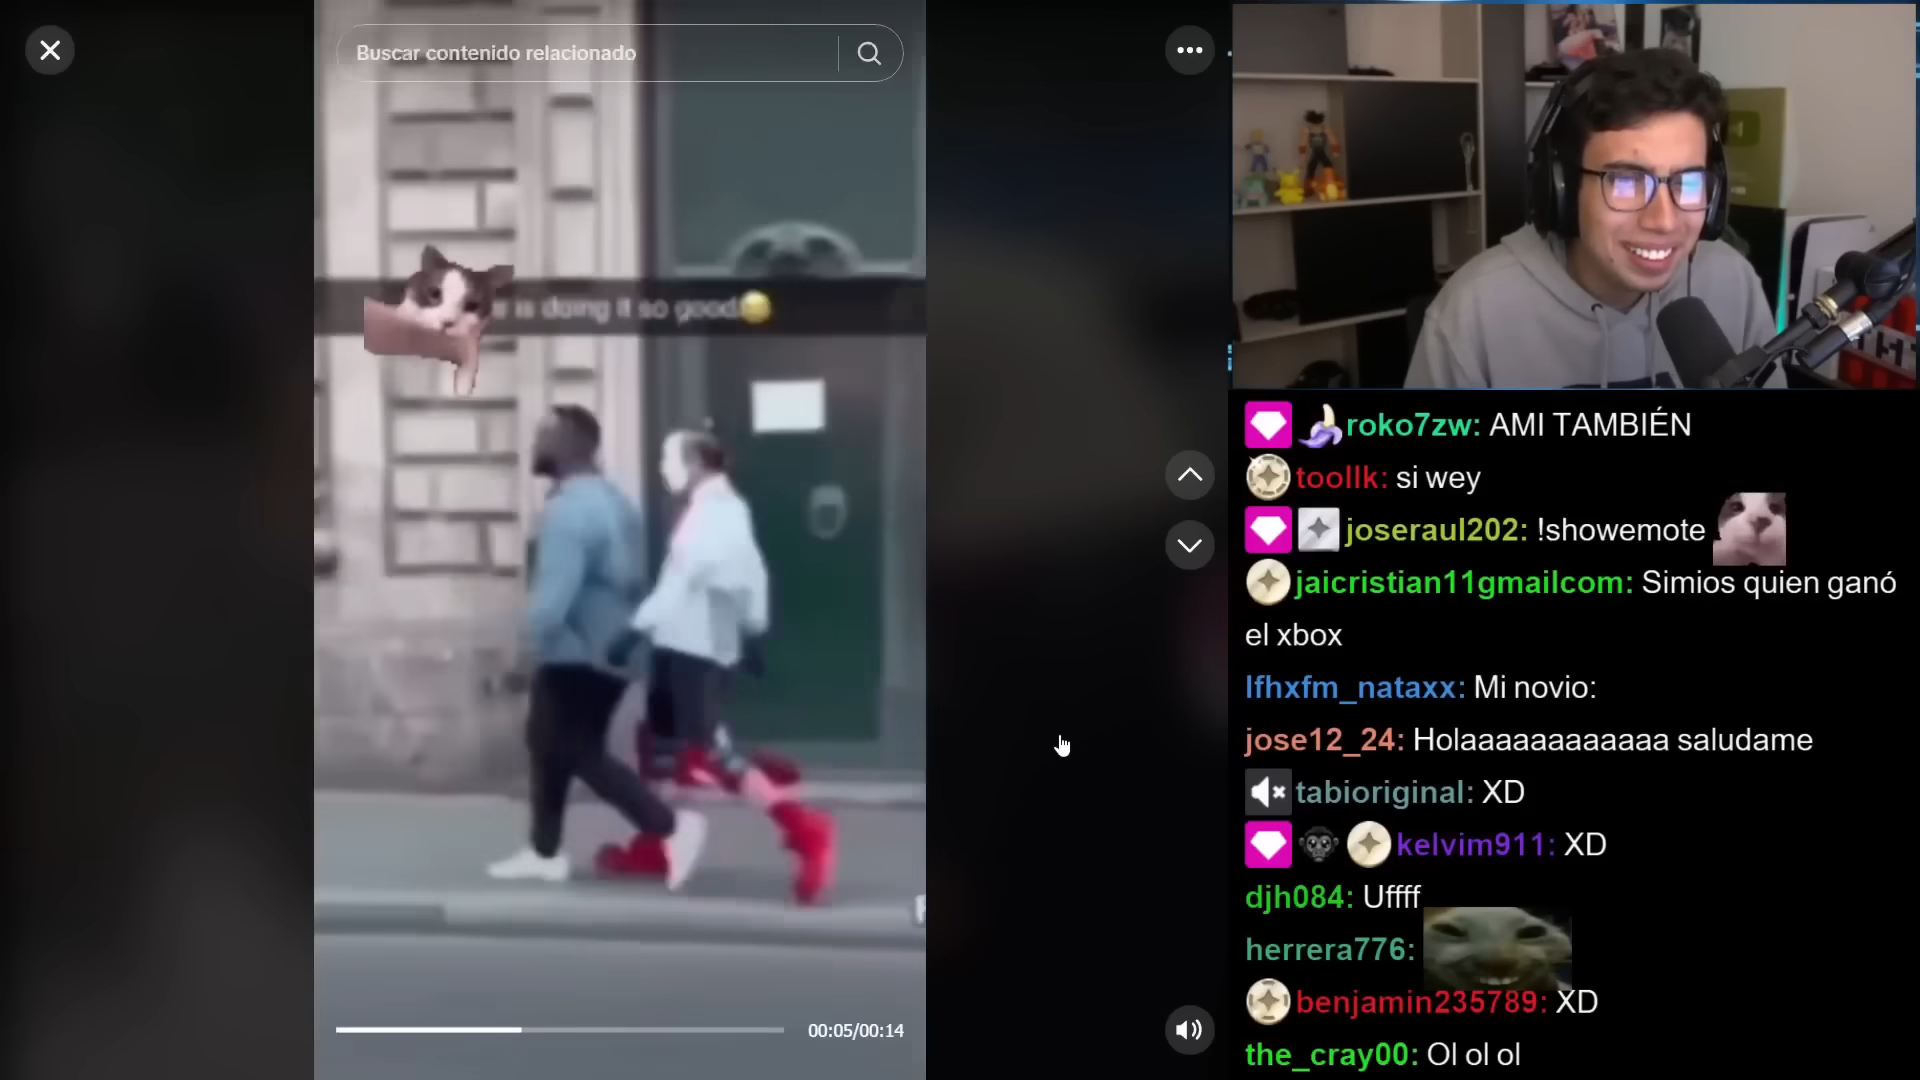 Buscar contenido relacionado
is doing it so good
00:05/00:14
roko7zw: AMI TAMBIÉN
toollk: si wey
joseraul202: !showemote
jaicristian11gmailcom: Simios quien ganó
el xbox
lfhxfm_nataxx: Mi novio:
jose12_24: Holaaaaaaaaaaaa saludame
tabioriginal: XD
kelvim911: XD
djh084: Uffff
herrera776:
benjamin235789: XD
the_cray00: Ol ol ol